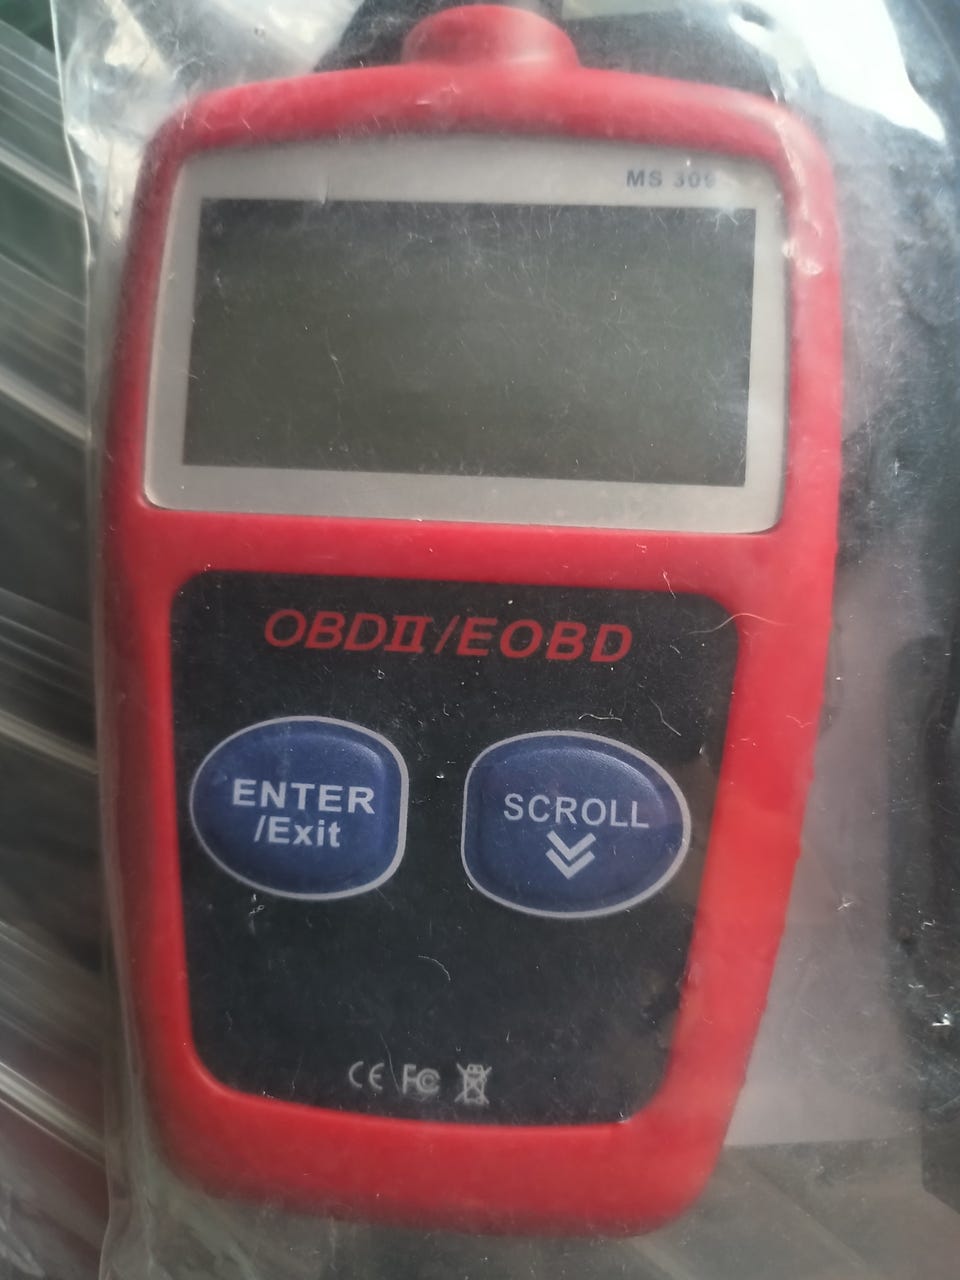 MS 309
OBDII/EOBD
ENTER
/Exit
SCROLL
CE FC